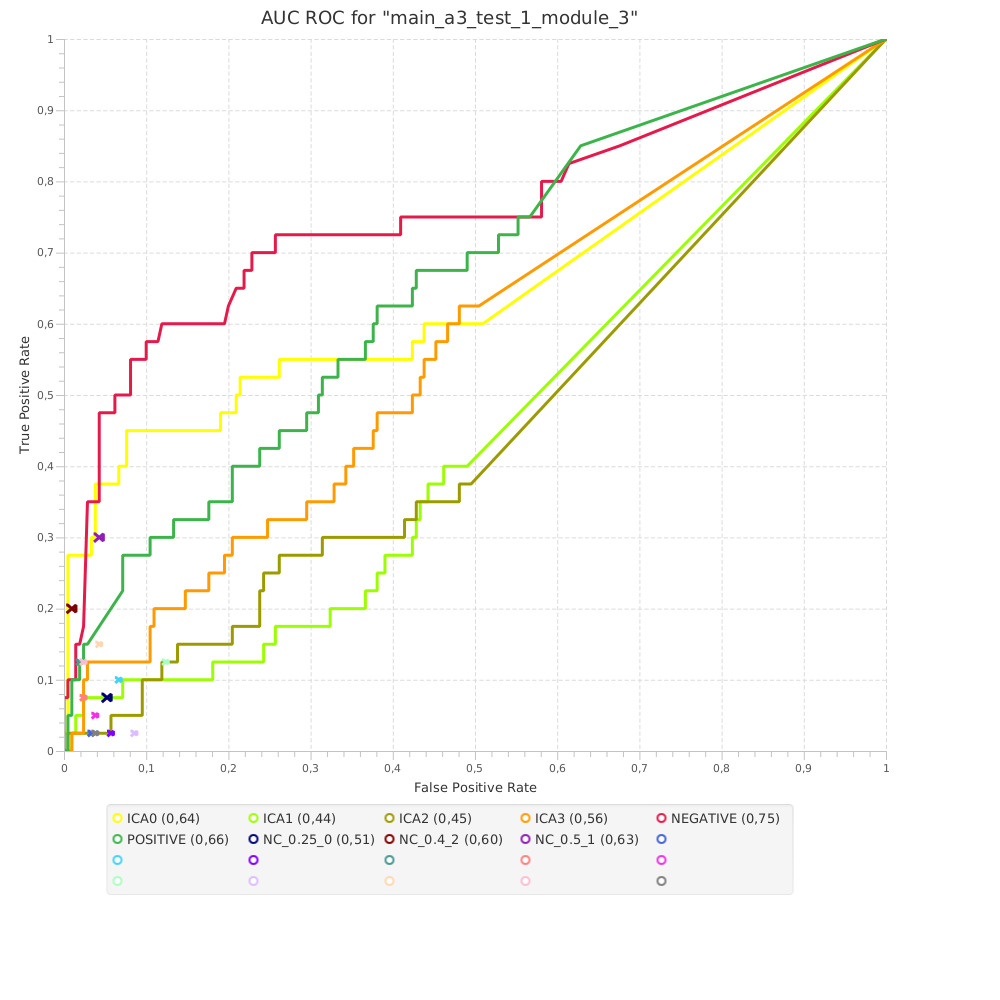 AUC ROC for "main_a3_test_1_module_3"
1
0,9
0,8
0,7
0,6
0,5
0,4
0,3
0,2
0,1
0
True Positive Rate
0 0,1 0,2 0,3 0,4 0,5 0,6 0,7 0,8 0,9 1
False Positive Rate
ICA0 (0,64) ICA1 (0,44) ICA2 (0,45) ICA3 (0,56) NEGATIVE (0,75)
POSITIVE (0,66) NC_0.25_0 (0,51) NC_0.4_2 (0,60) NC_0.5_1 (0,63)